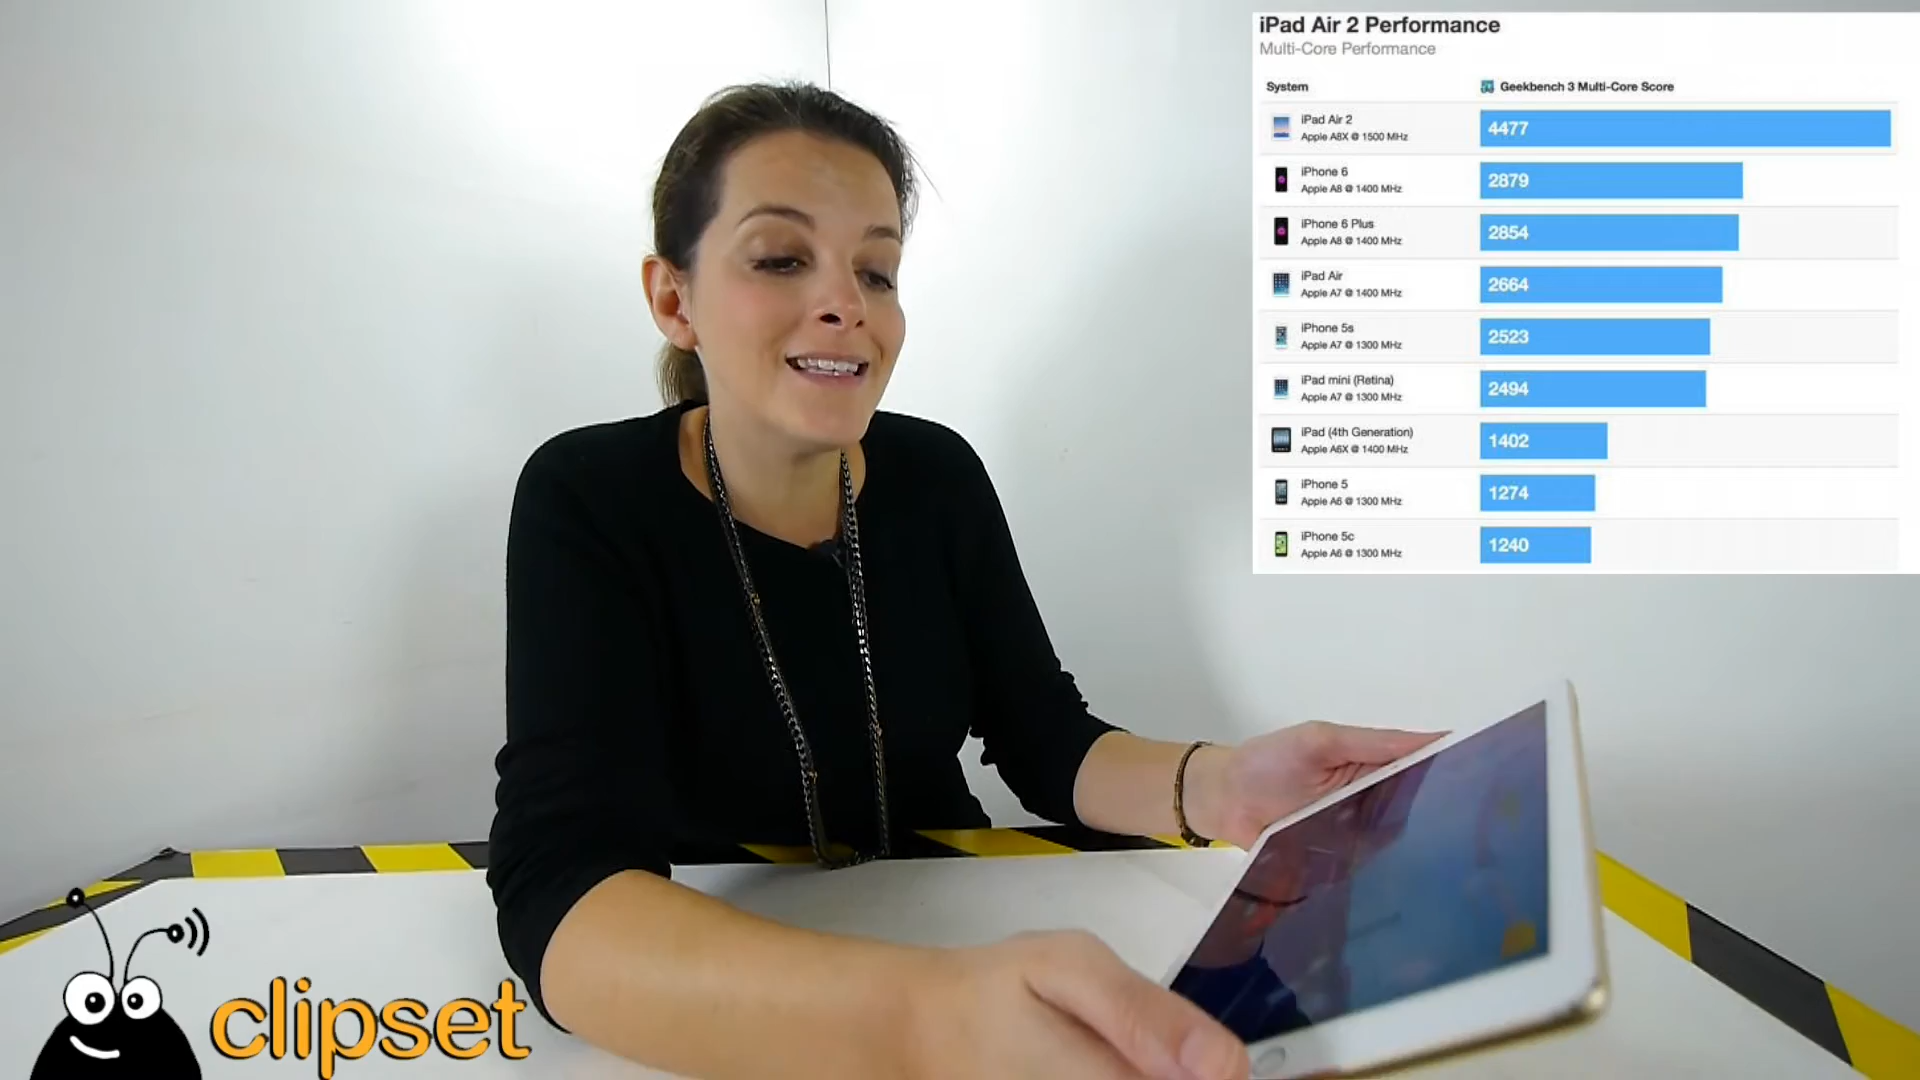 iPad Air 2 Performance
Multi-Core Performance
System Geekbench 3 Multi-Core Score
iPad Air 2
Apple A8X @ 1500 MHz
4477
iPhone 6
Apple A8 @ 1400 MHz
2879
iPhone 6 Plus
Apple A8 @ 1400 MHz
2854
iPad Air
Apple A7 @ 1400 MHz
2664
iPhone 5s
Apple A7 @ 1300 MHz
2523
iPad mini (Retina)
Apple A7 @ 1300 MHz
2494
iPad (4th Generation)
Apple A6X @ 1400 MHz
1402
iPhone 5
Apple A6 @ 1300 MHz
1274
iPhone 5c
Apple A6 @ 1300 MHz
1240
clipset